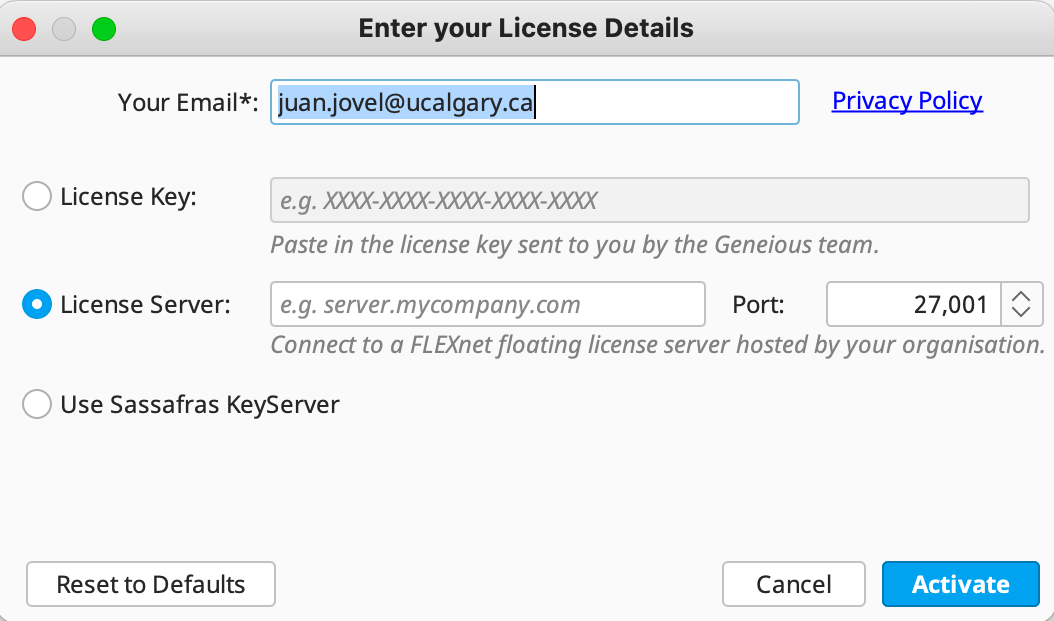 Enter your License Details
Your Email*: juan.jovel@ucalgary.ca Privacy Policy
License Key: e.g. XXXX-XXXX-XXXX-XXXX-XXXX
Paste in the license key sent to you by the Geneious team.
License Server: e.g. server.mycompany.com Port: 27,001
Connect to a FLEXnet floating license server hosted by your organisation.
Use Sassafras KeyServer
Reset to Defaults Cancel Activate